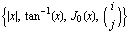 {|x|, tan⁻¹(x), J₀(x), (i j)}